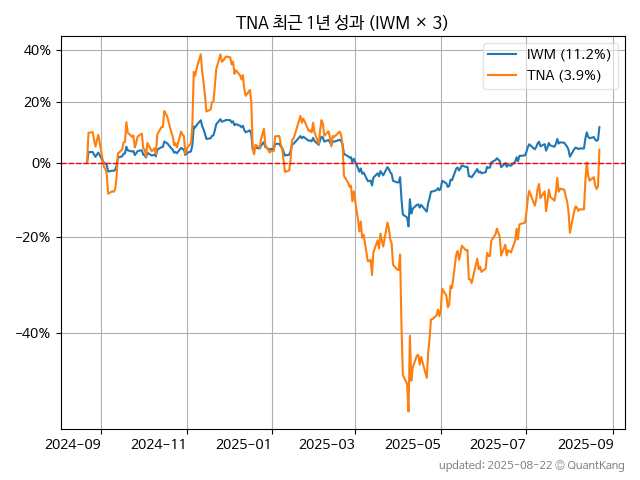 TNA 최근 1년 성과 (IWM × 3)
IWM (11.2%)
TNA (3.9%)
40%
20%
0%
−20%
−40%
2024-09 2024-11 2025-01 2025-03 2025-05 2025-07 2025-09
updated: 2025-08-22 © QuantKang